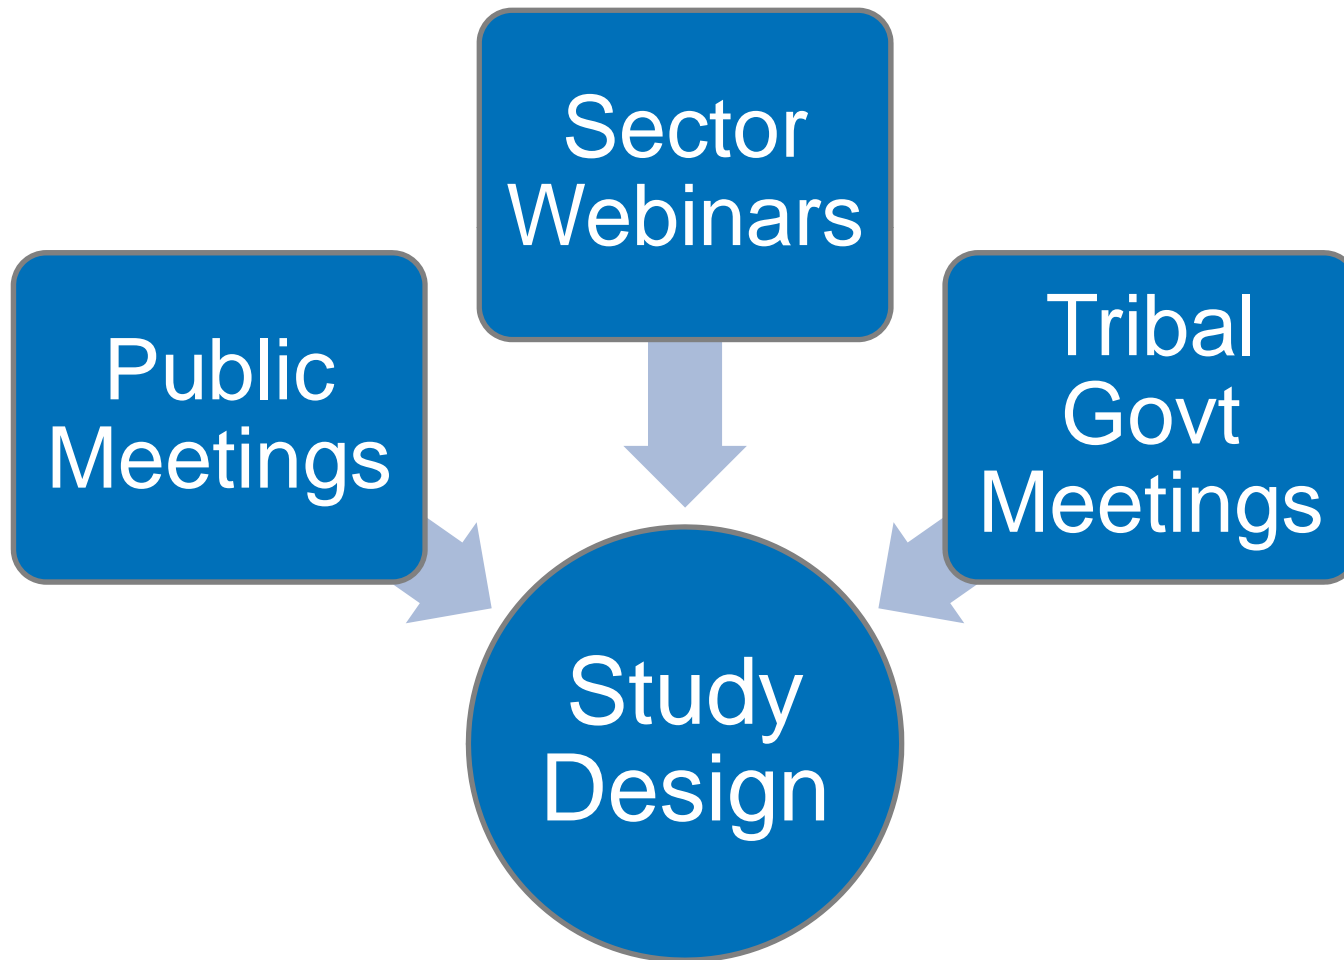 Sector
Webinars
Public
Meetings
Tribal
Govt
Meetings
Study
Design